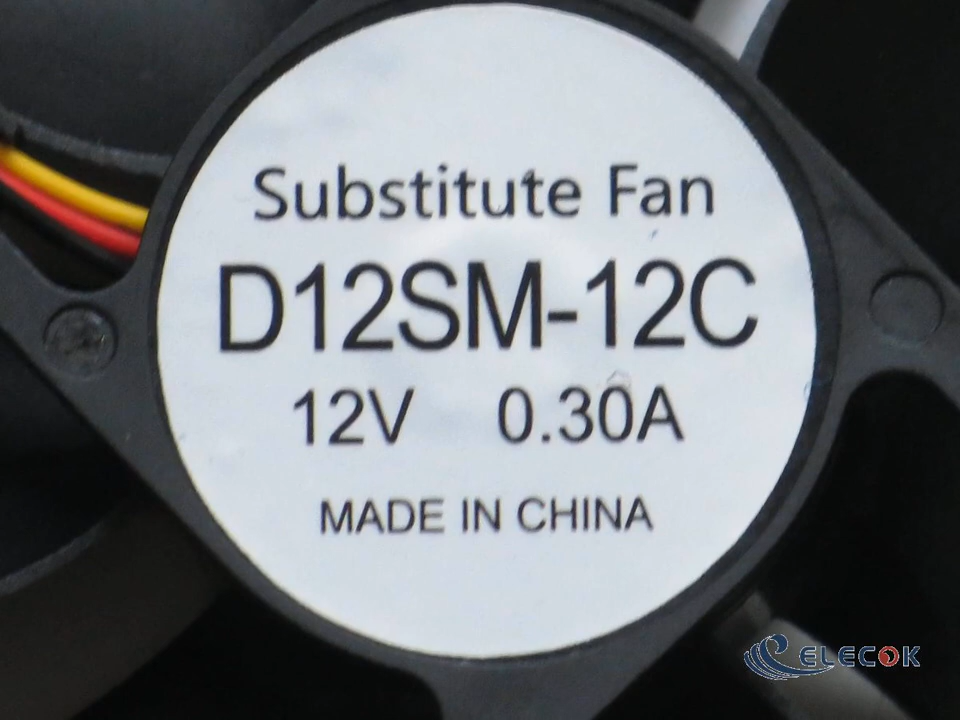 Substitute Fan
D12SM-12C
12V 0.30A
MADE IN CHINA
ELECOK